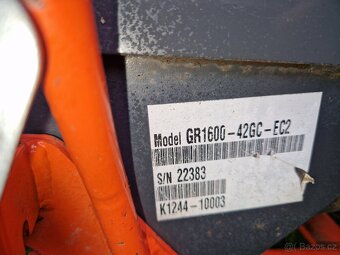 Model GR1600-42GC-EC2
S/N 22383
K1244-10003
© Bazos.cz